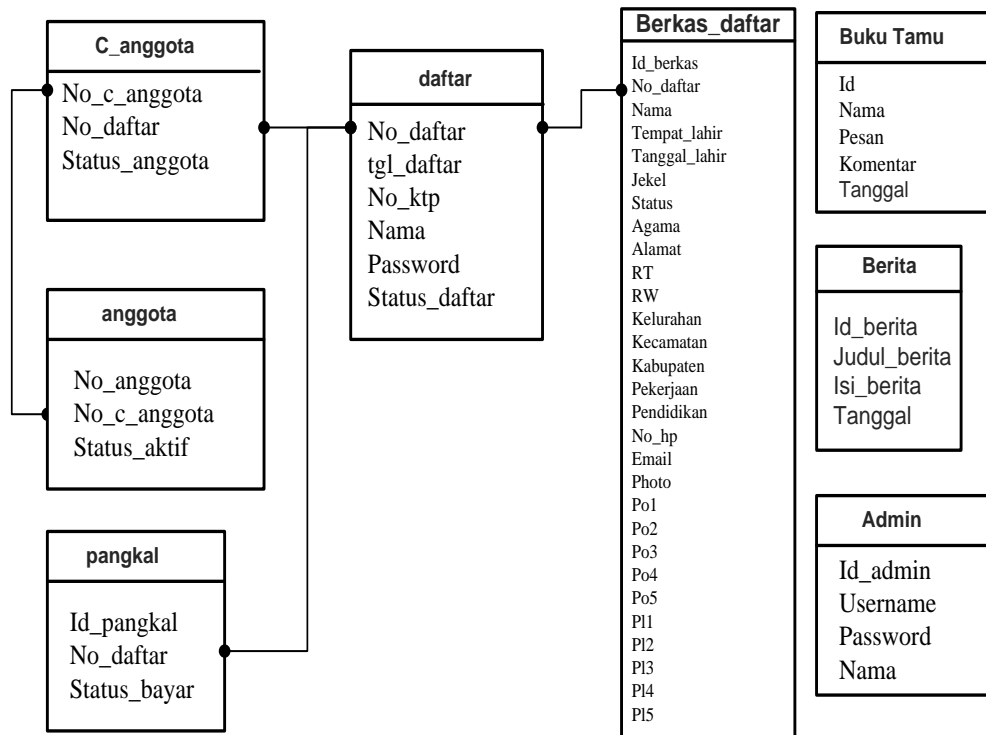 C_anggota
No_c_anggota
No_daftar
Status_anggota
anggota
No_anggota
No_c_anggota
Status_aktif
pangkal
Id_pangkal
No_daftar
Status_bayar
daftar
No_daftar
tgl_daftar
No_ktp
Nama
Password
Status_daftar
Berkas_daftar
Id_berkas
No_daftar
Nama
Tempat_lahir
Tanggal_lahir
Jekel
Status
Agama
Alamat
RT
RW
Kelurahan
Kecamatan
Kabupaten
Pekerjaan
Pendidikan
No_hp
Email
Photo
Po1
Po2
Po3
Po4
Po5
Pl1
Pl2
Pl3
Pl4
Pl5
Buku Tamu
Id
Nama
Pesan
Komentar
Tanggal
Berita
Id_berita
Judul_berita
Isi_berita
Tanggal
Admin
Id_admin
Username
Password
Nama